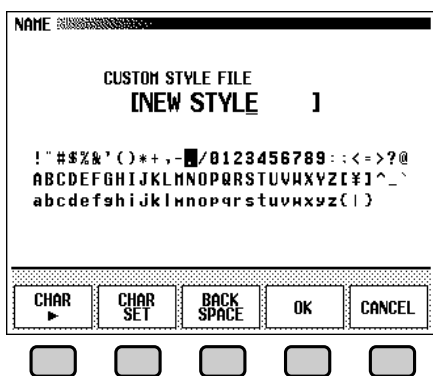 NAME
CUSTOM STYLE FILE
[NEW STYLE ]
!"#$%&'()*+,-./0123456789:;<=>?@
ABCDEFGHIJKLMNOPQRSTUVWXYZ[¥]^_`
abcdefghijklmnopqrstuvwxyz{|}
CHAR ▶
CHAR SET
BACK SPACE
OK
CANCEL